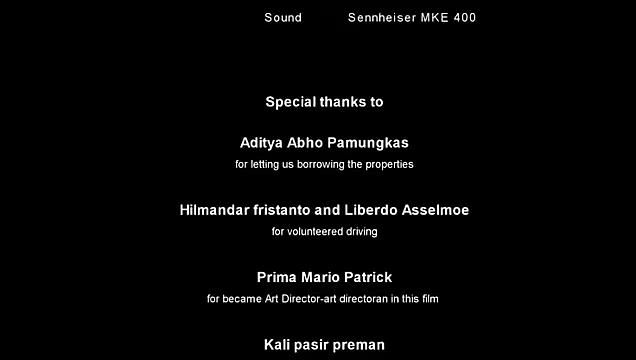 Sound Sennheiser MKE 400
Special thanks to
Aditya Abho Pamungkas
for letting us borrowing the properties
Hilmandar fristanto and Liberdo Asselmoe
for volunteered driving
Prima Mario Patrick
for became Art Director-art directoran in this film
Kali pasir preman